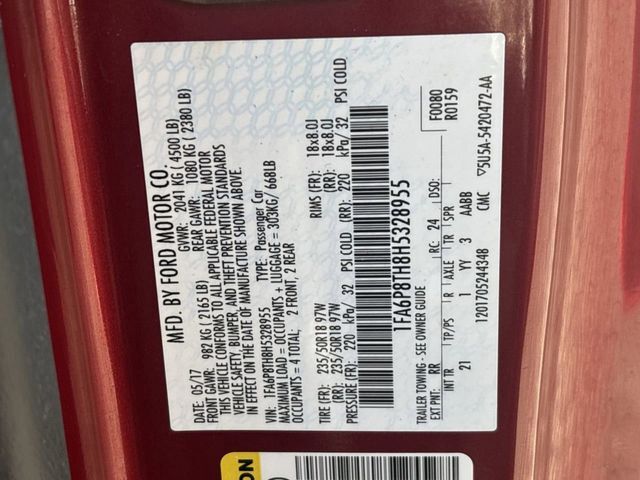 MFD. BY FORD MOTOR CO.
DATE: 05/17 GVWR: 2041 KG ( 4500 LB)
FRONT GAWR: 982 KG ( 2165 LB) REAR GAWR: 1080 KG ( 2380 LB)
THIS VEHICLE CONFORMS TO ALL APPLICABLE FEDERAL MOTOR
VEHICLE SAFETY, BUMPER, AND THEFT PREVENTION STANDARDS
IN EFFECT ON THE DATE OF MANUFACTURE SHOWN ABOVE.
VIN: 1FA6P8TH8H5328955 TYPE: Passenger Car
MAXIMUM LOAD = OCCUPANTS + LUGGAGE = 303KG/ 668LB
OCCUPANTS = 4 TOTAL: 2 FRONT, 2 REAR
TIRE (FR): 235/50R18 97W RIMS (FR): 18x8.0J
TIRE (RR): 235/50R18 97W (RR): 18x8.0J
PRESSURE (FR): 220 kPa/ 32 PSI COLD (RR): 220 kPa/ 32 PSI COLD
1FA6P8TH8H5328955
TRAILER TOWING - SEE OWNER GUIDE F0080
EXT PNT: RR RC: 24 DSO: R0159
INT TR TP/PS R AXLE TR SPR
21 1 YY 3 AABB
1201705244348 CMC ▽5U5A-5420472-AA
ON